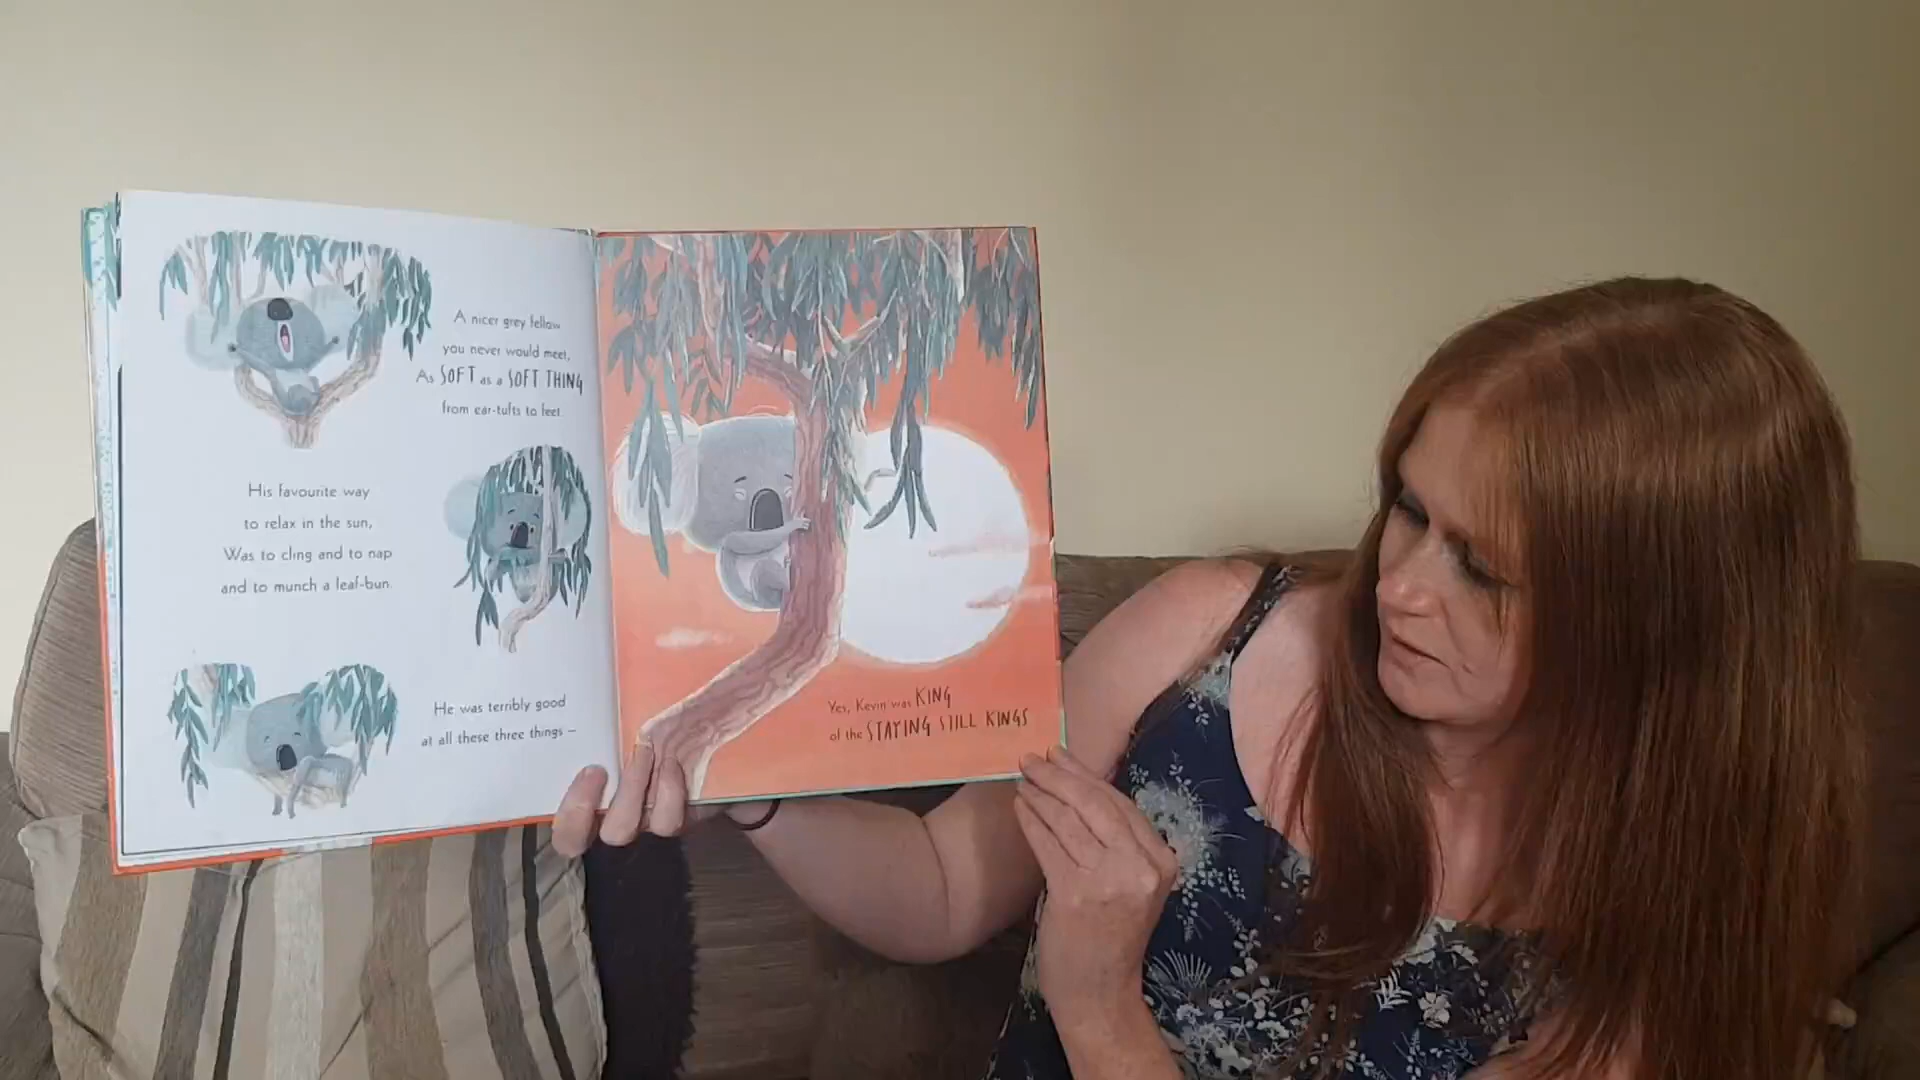 A nicer grey fellow
you never would meet,
As SOFT as a SOFT THING
from ear-tufts to feet.
His favourite way
to relax in the sun,
Was to cling and to nap
and to munch a leaf-bun.
He was terribly good
at all these three things –
Yes, Kevin was KING
of the STAYING STILL KINGS